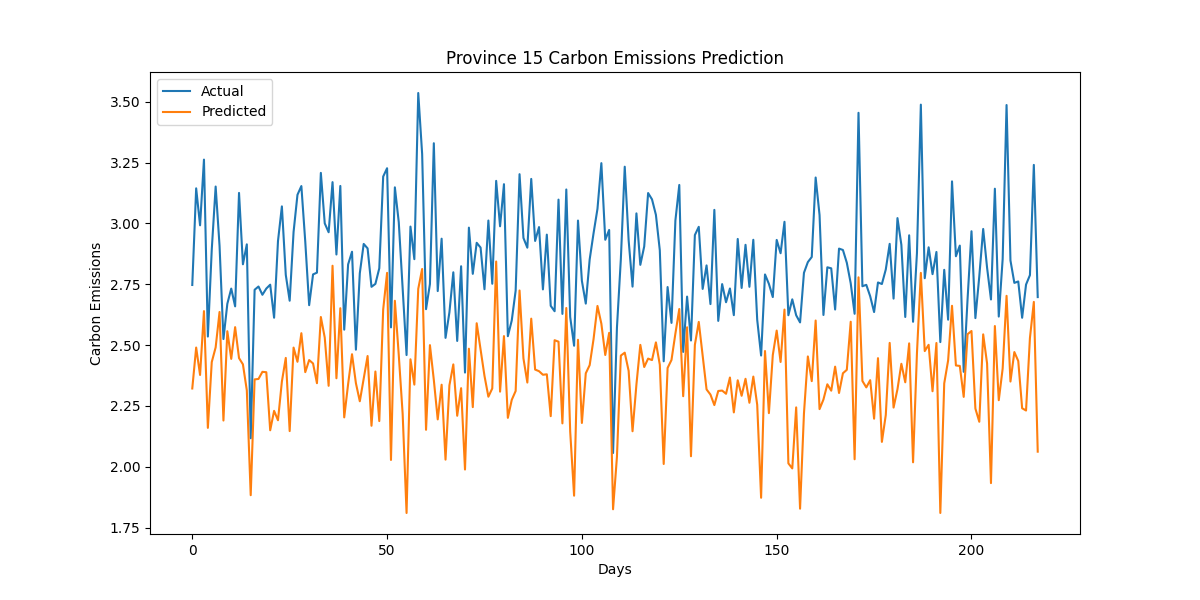 Province 15 Carbon Emissions Prediction
Actual
Predicted
3.50
3.25
3.00
2.75
2.50
2.25
2.00
1.75
Carbon Emissions
0
50
100
150
200
Days